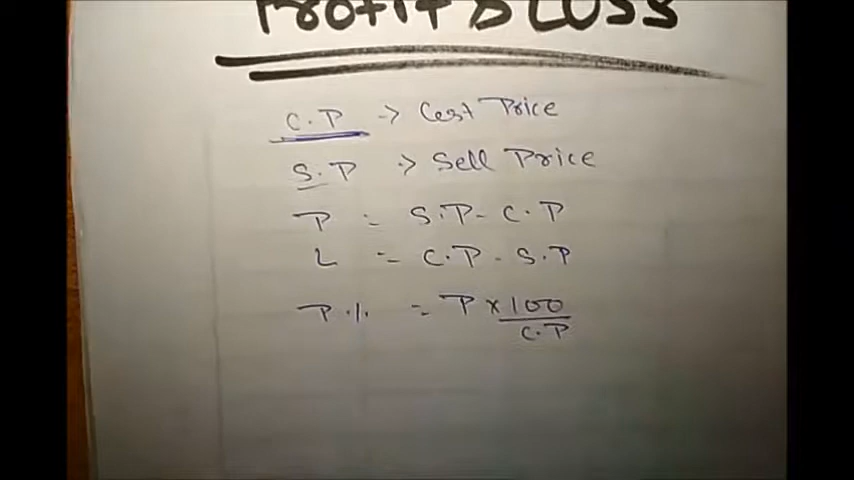 Profit & Loss
C.P -> Cost Price
S.P -> Sell Price
P = S.P - C.P
L = C.P - S.P
P.% = P x 100 / C.P